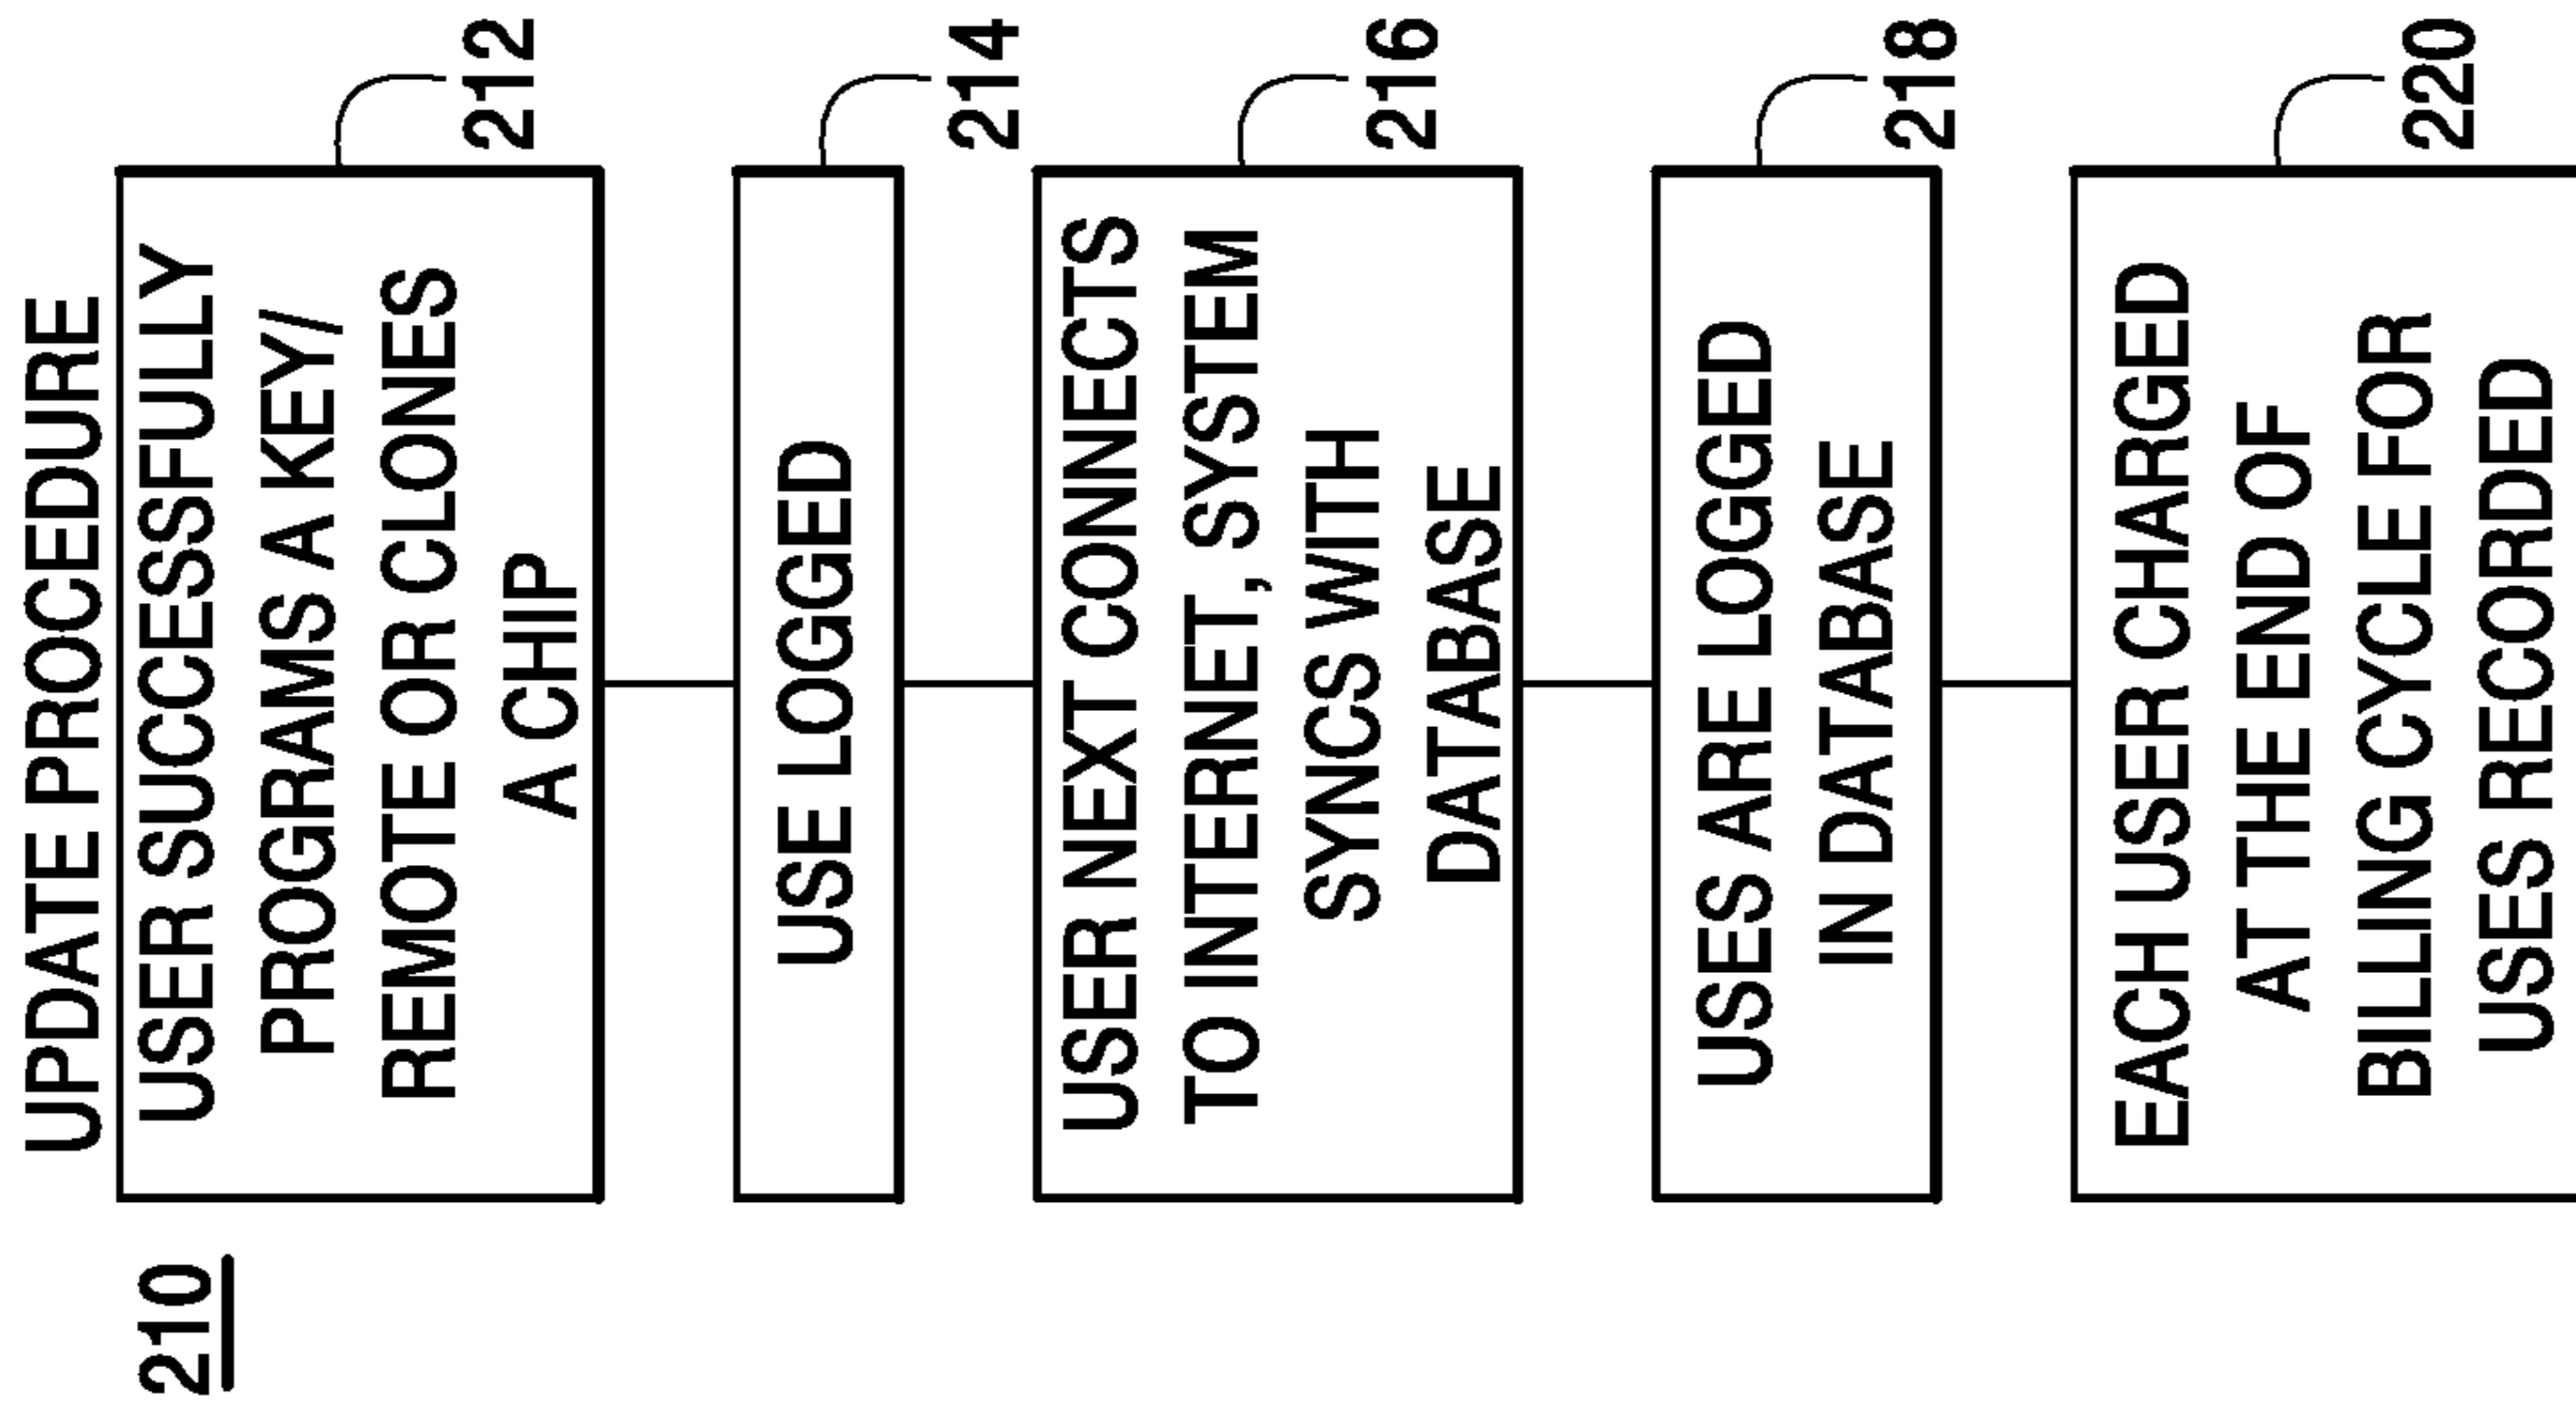 UPDATE PROCEDURE
210
USER SUCCESSFULLY
PROGRAMS A KEY/
REMOTE OR CLONES
A CHIP
212
USE LOGGED
214
USER NEXT CONNECTS
TO INTERNET, SYSTEM
SYNCS WITH
DATABASE
216
USES ARE LOGGED
IN DATABASE
218
EACH USER CHARGED
AT THE END OF
BILLING CYCLE FOR
USES RECORDED
220